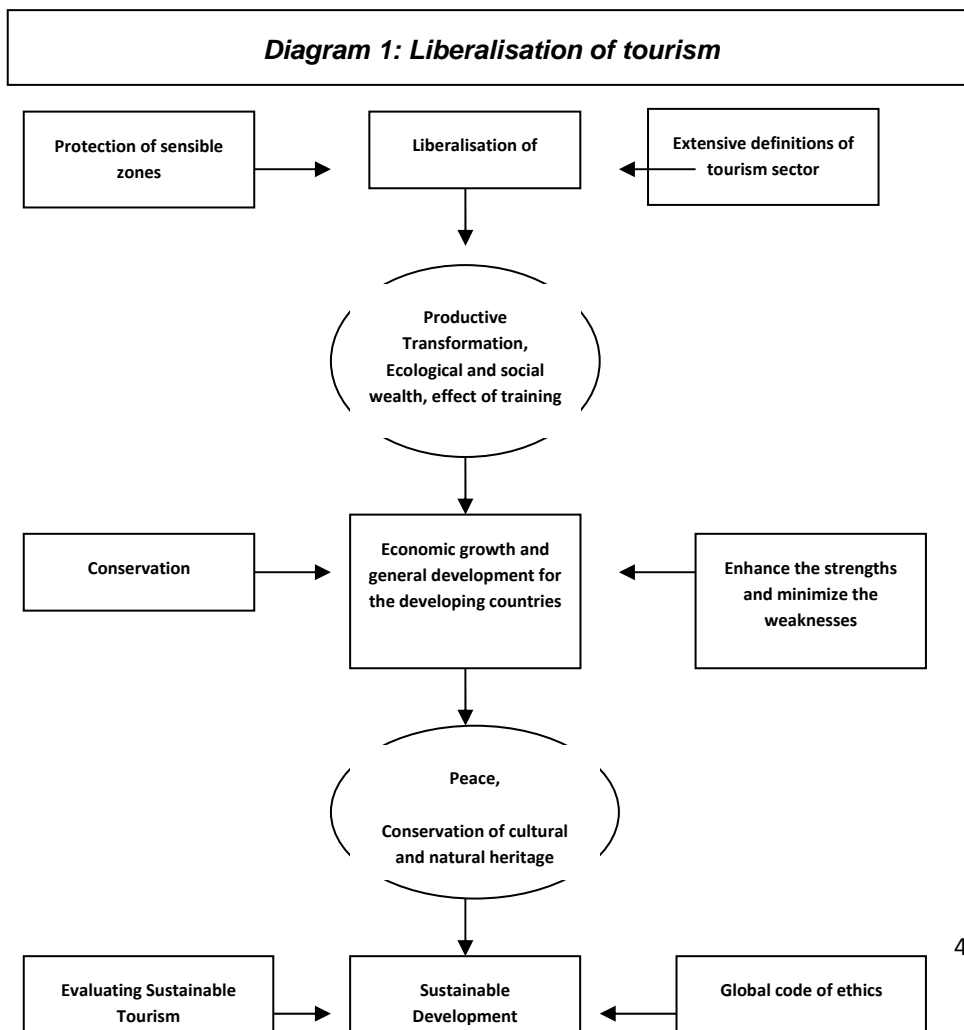 Diagram 1: Liberalisation of tourism
Protection of sensible
zones
Liberalisation of
Extensive definitions of
tourism sector
Productive
Transformation,
Ecological and social
wealth, effect of training
Conservation
Economic growth and
general development for
the developing countries
Enhance the strengths
and minimize the
weaknesses
Peace,
Conservation of cultural
and natural heritage
4
Evaluating Sustainable
Tourism
Sustainable
Development
Global code of ethics